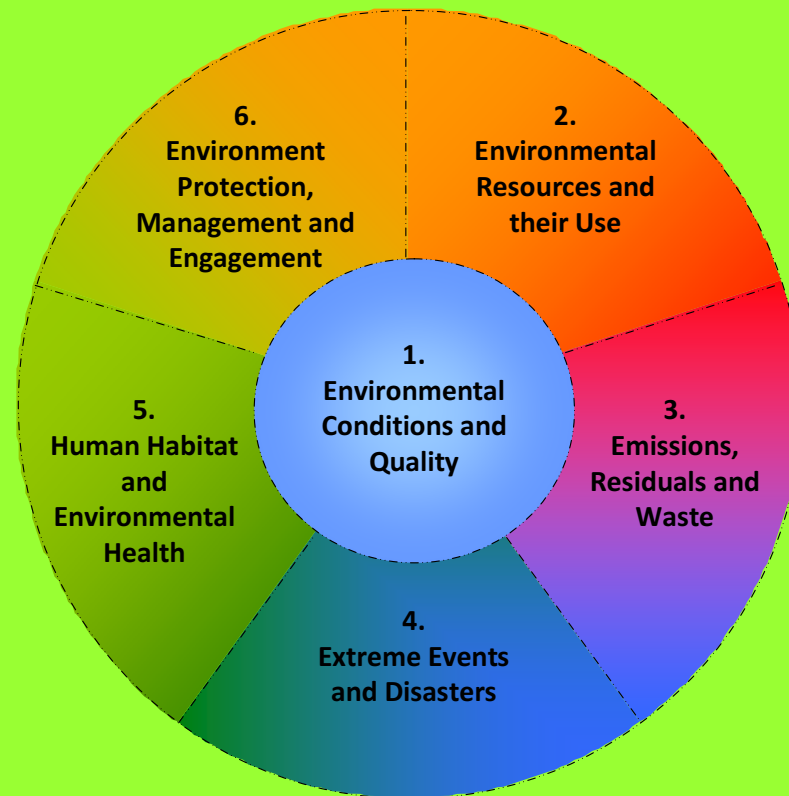 1.
Environmental
Conditions and
Quality
2.
Environmental
Resources and
their Use
3.
Emissions,
Residuals and
Waste
4.
Extreme Events
and Disasters
5.
Human Habitat
and
Environmental
Health
6.
Environment
Protection,
Management and
Engagement